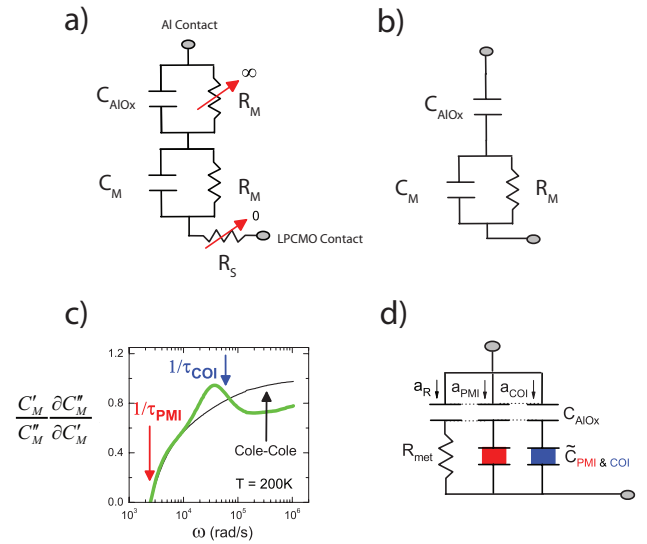 a)
Al Contact
C_AlOx
∞
R_M
C_M
R_M
0
LPCMO Contact
R_S
b)
C_AlOx
C_M
R_M
c)
C'_M ∂C''_M
C''_M ∂C'_M
1.2
0.8
0.4
0.0
1/τ_COI
1/τ_PMI
Cole-Cole
T = 200K
10^3 10^4 10^5 10^6
ω (rad/s)
d)
a_R a_PMI a_COI
C_AlOx
R_met
C̃_PMI & COI